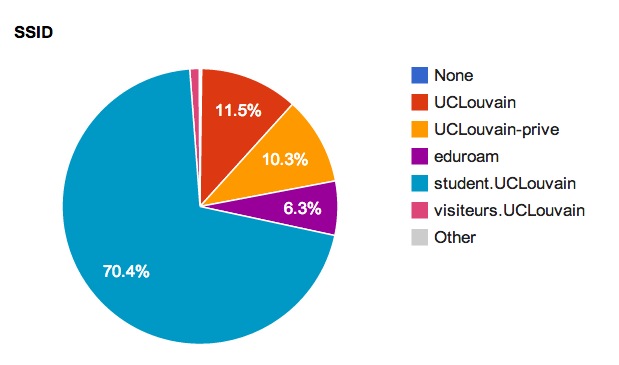 SSID
11.5%
10.3%
6.3%
70.4%
None
UCLouvain
UCLouvain-prive
eduroam
student.UCLouvain
visiteurs.UCLouvain
Other